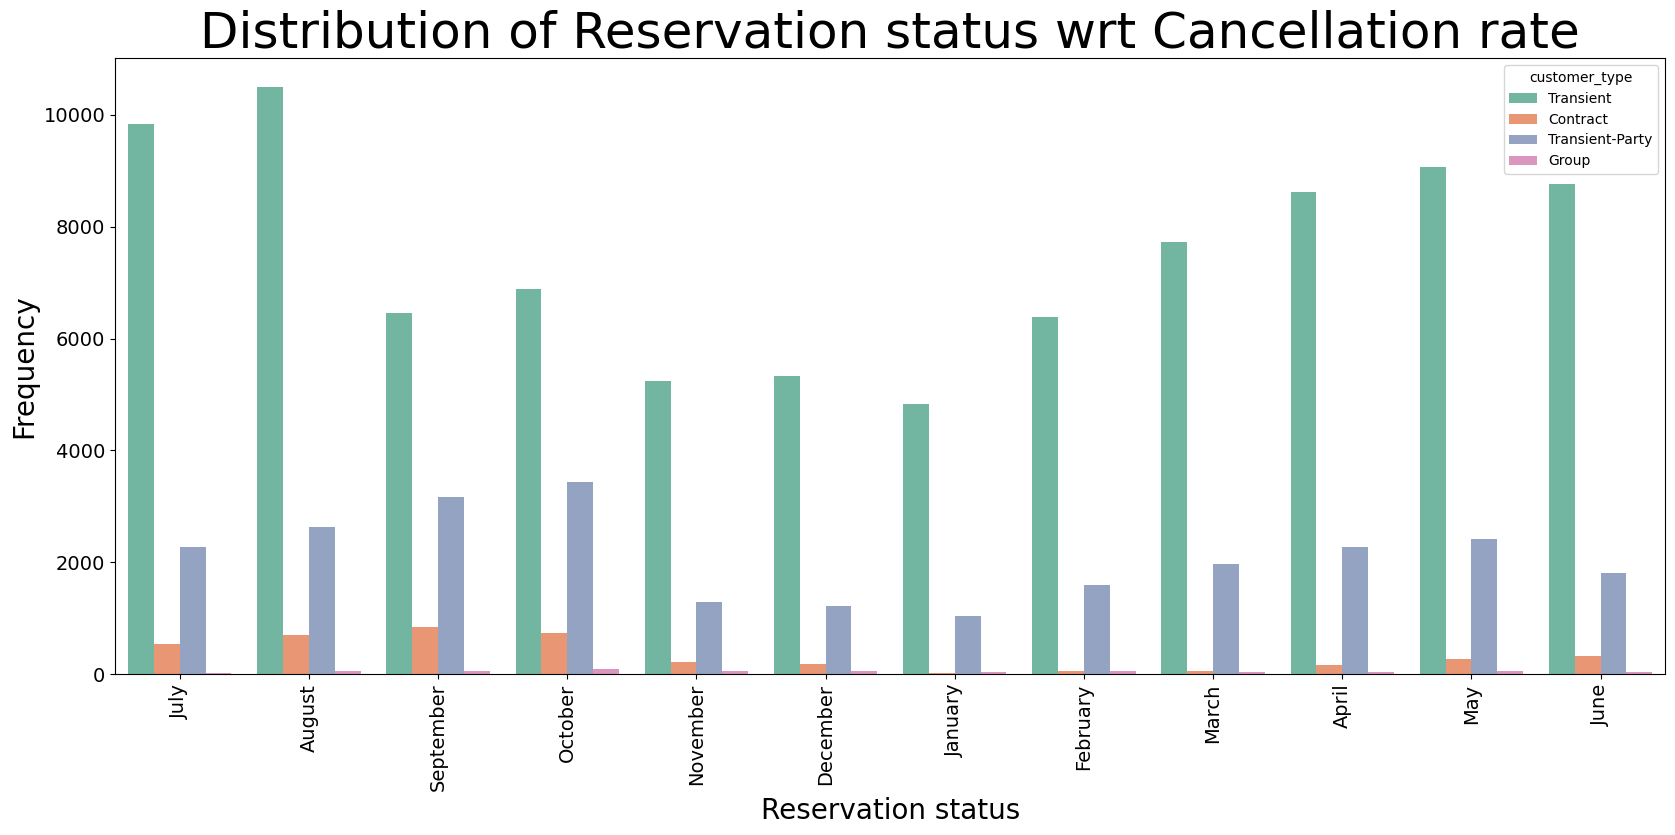 Distribution of Reservation status wrt Cancellation rate
customer_type
Transient
Contract
Transient-Party
Group
Frequency
10000
8000
6000
4000
2000
0
July
August
September
October
November
December
January
February
March
April
May
June
Reservation status